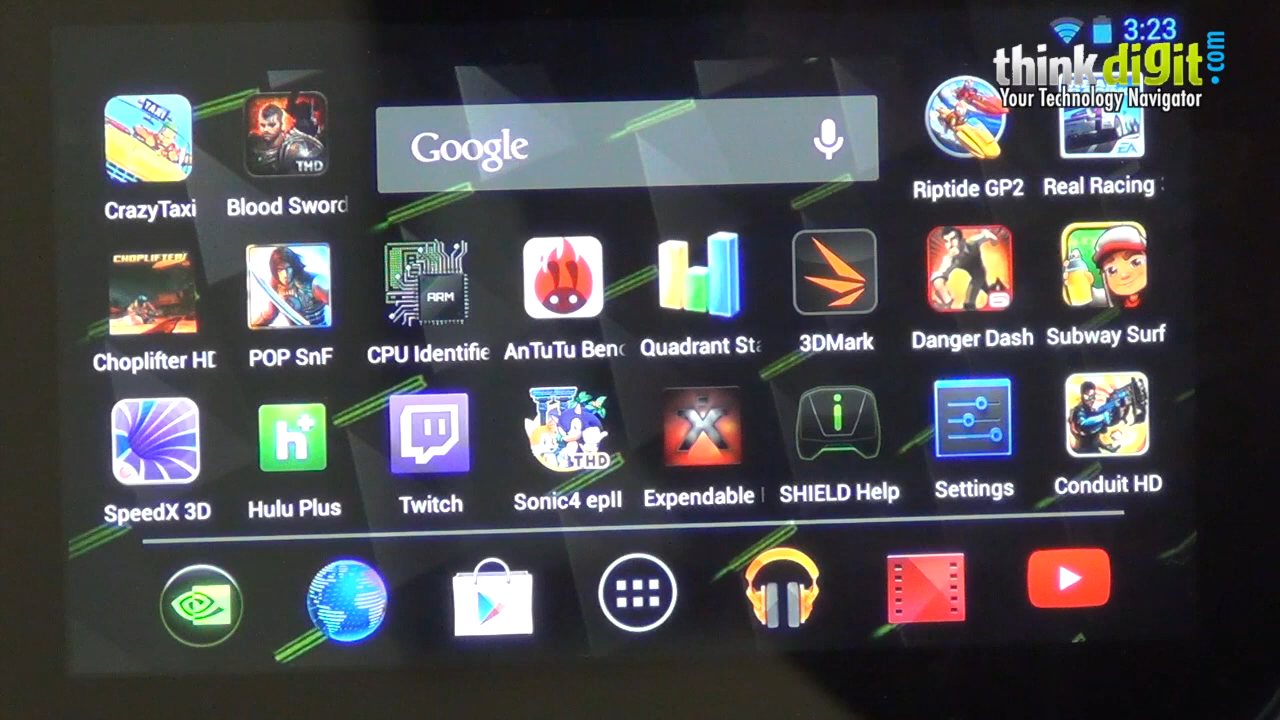 3:23
thinkdigit.com
Your Technology Navigator
TAXI
THD
Google
EA
CrazyTaxi
Blood Sword
Riptide GP2
Real Racing
CHOPLIFTER
ARM
Choplifter HD
POP SnF
CPU Identifie
AnTuTu Benc
Quadrant Sta
3DMark
Danger Dash
Subway Surf
h+
THD
X
SpeedX 3D
Hulu Plus
Twitch
Sonic4 epII
Expendable
SHIELD Help
Settings
Conduit HD